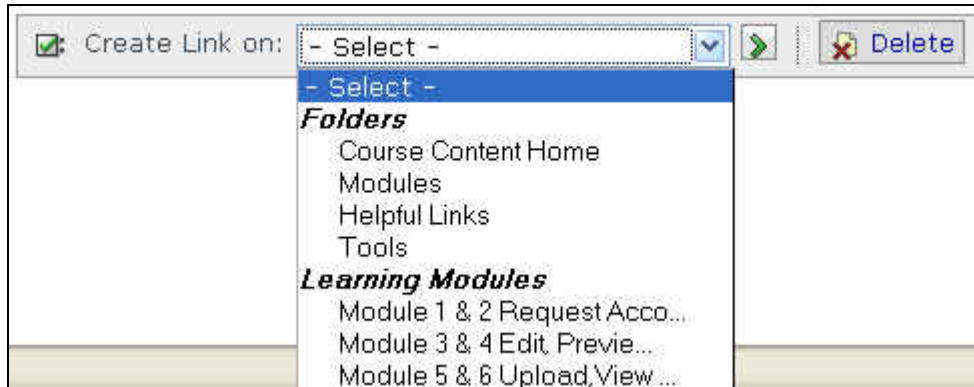 Create Link on: - Select - Delete
- Select -
Folders
Course Content Home
Modules
Helpful Links
Tools
Learning Modules
Module 1 & 2 Request Acco...
Module 3 & 4 Edit, Previe...
Module 5 & 6 Upload,View ...